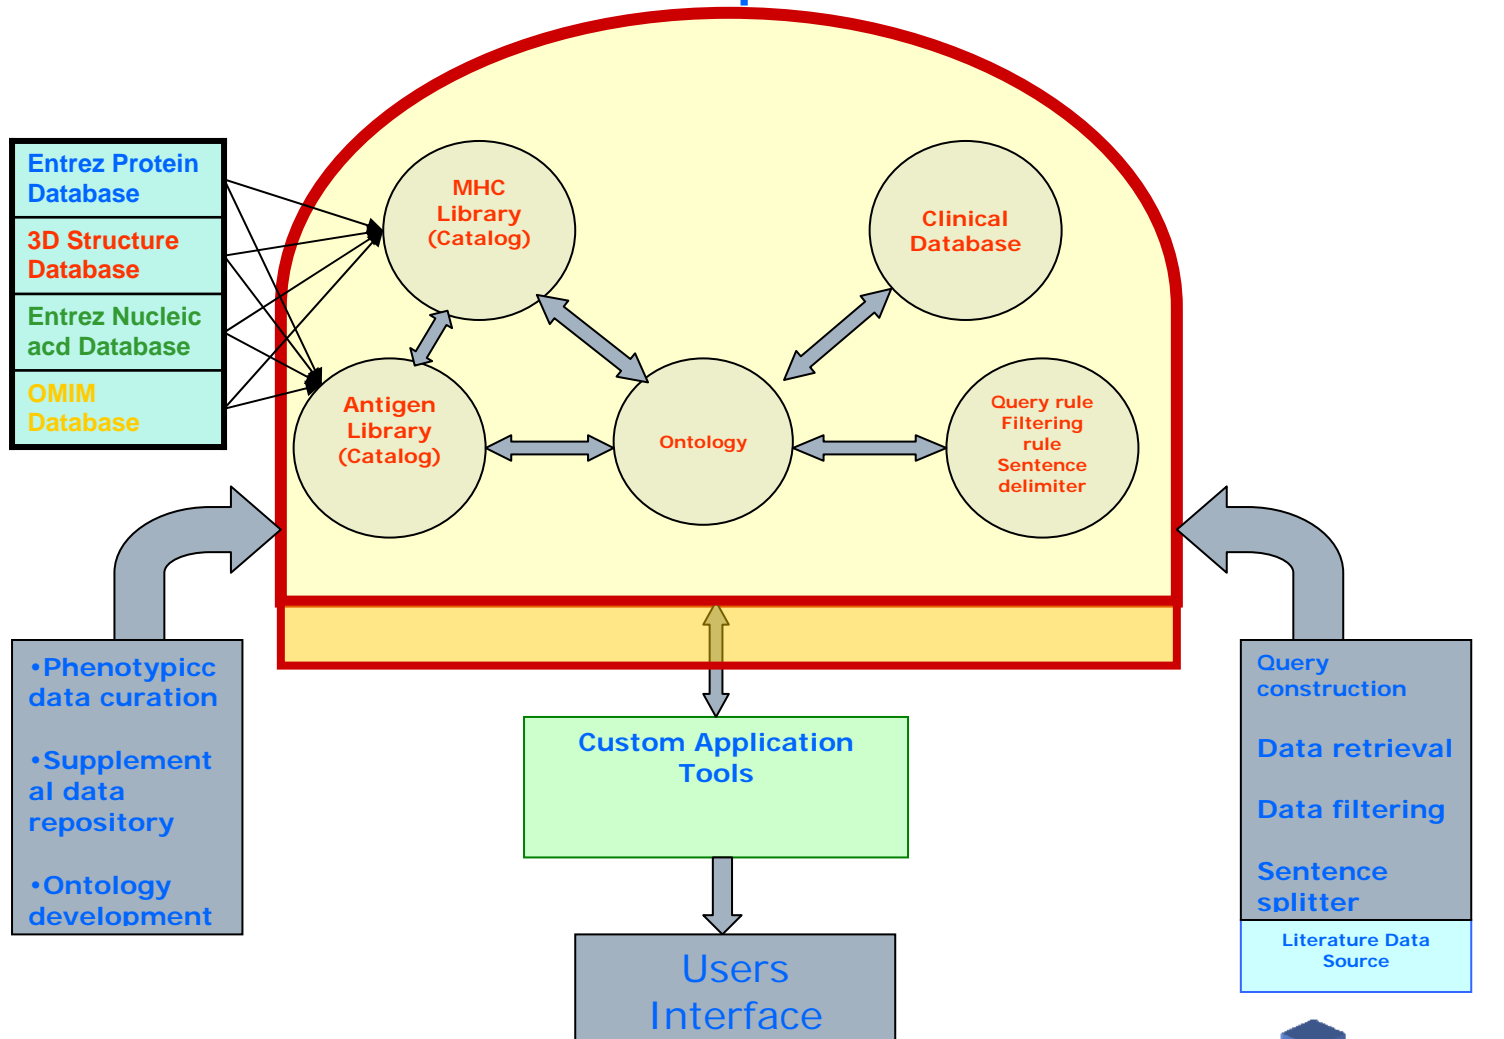 Entrez Protein
Database
3D Structure
Database
Entrez Nucleic
acd Database
OMIM
Database
MHC
Library
(Catalog)
Clinical
Database
Antigen
Library
(Catalog)
Ontology
Query rule
Filtering
rule
Sentence
delimiter
•Phenotypicc
data curation
•Supplement
al data
repository
•Ontology
development
Custom Application
Tools
Users
Interface
Query
construction
Data retrieval
Data filtering
Sentence
splitter
Literature Data
Source